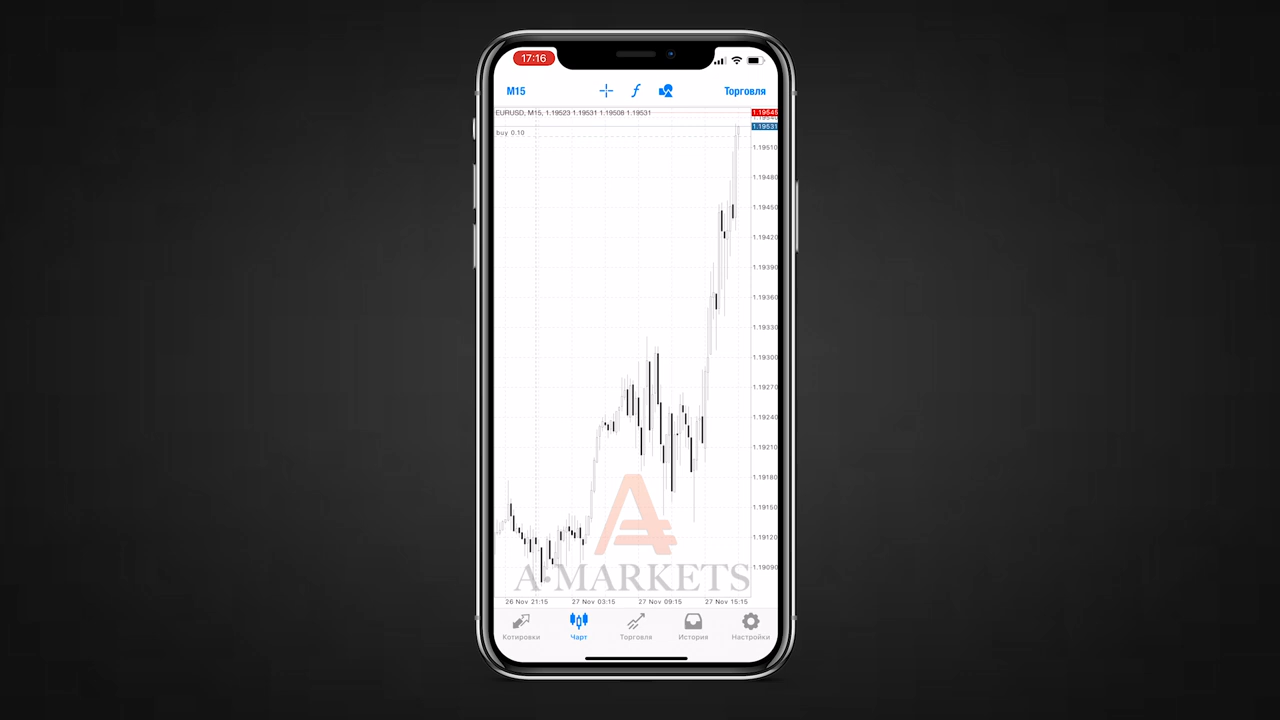 17:16
M15
Торговля
EURUSD, M15, 1.19523 1.19531 1.19508 1.19531
1.19545
1.19540
1.19531
buy 0.10
1.19510
1.19480
1.19450
1.19420
1.19390
1.19360
1.19330
1.19300
1.19270
1.19240
1.19210
1.19180
1.19150
1.19120
1.19090
A•MARKETS
26 Nov 21:15 27 Nov 03:15 27 Nov 09:15 27 Nov 15:15
Котировки Чарт Торговля История Настройки